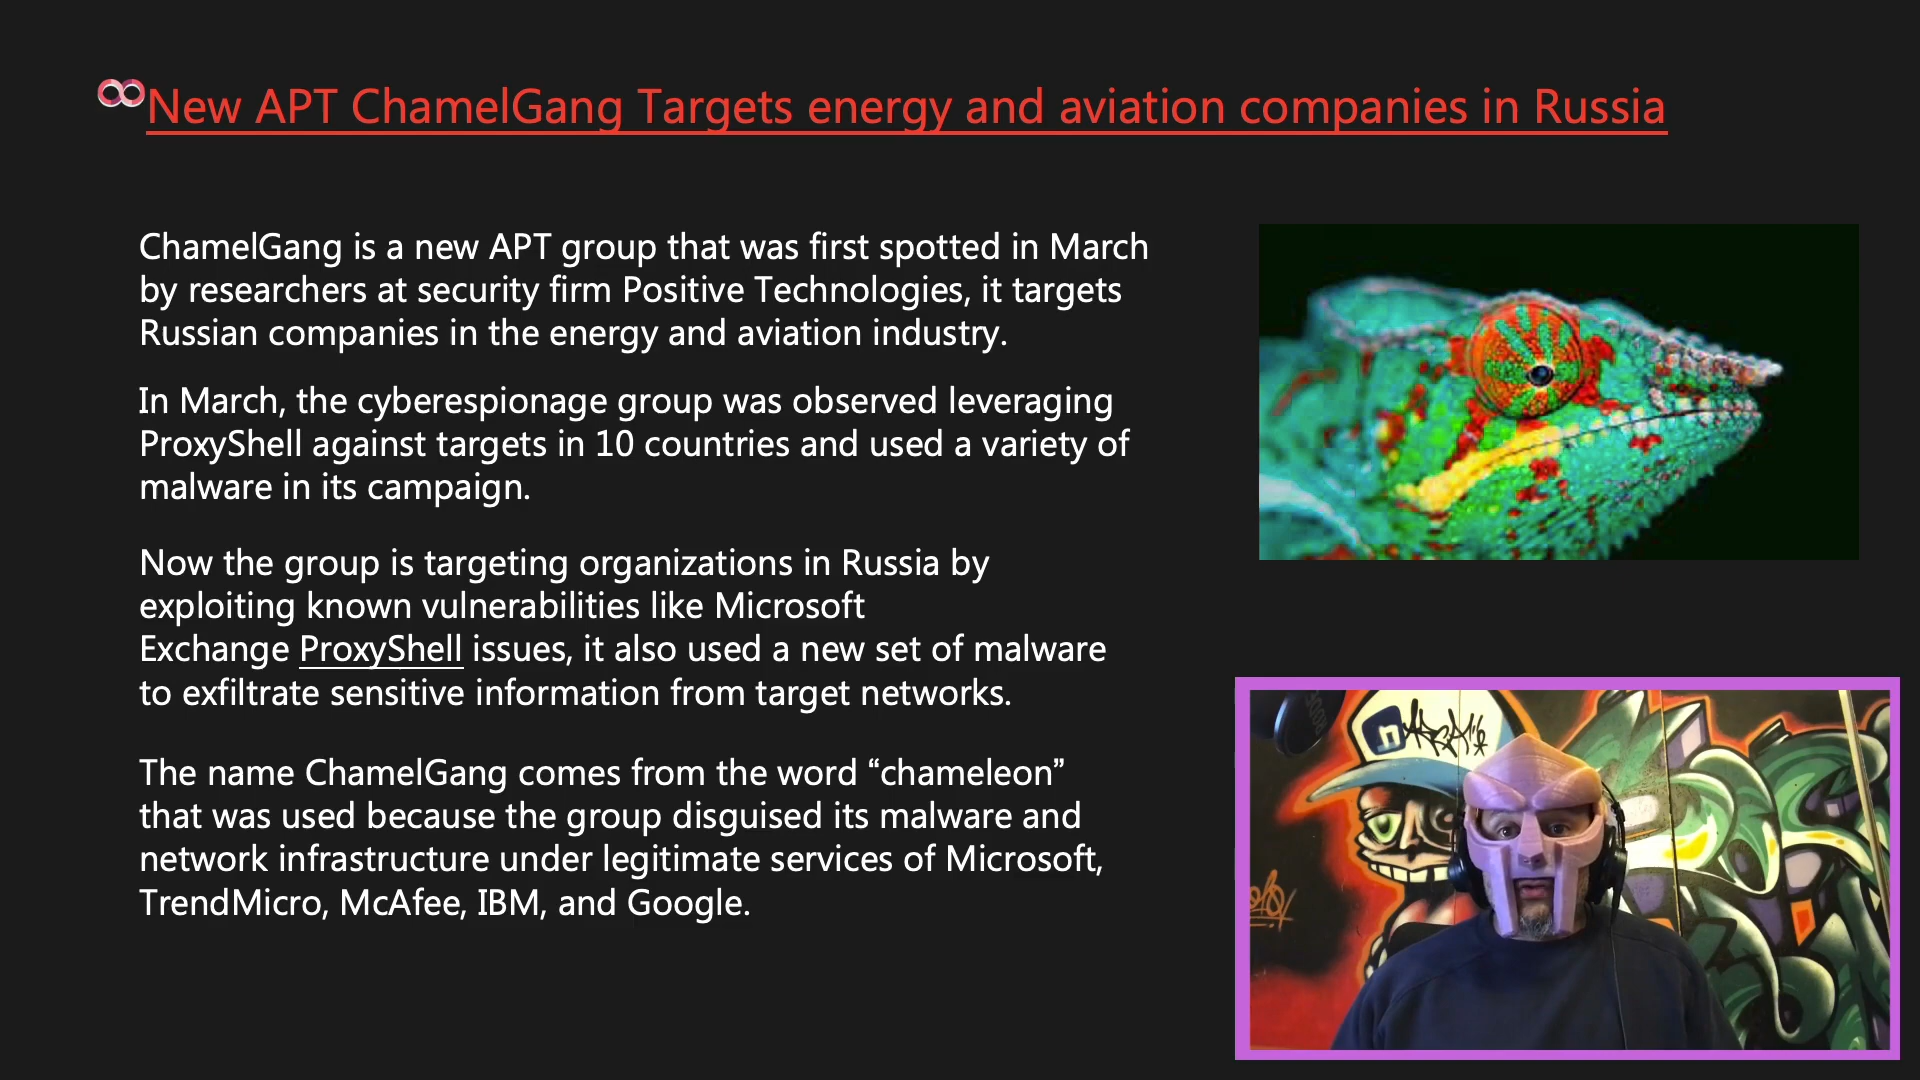 New APT ChamelGang Targets energy and aviation companies in Russia
ChamelGang is a new APT group that was first spotted in March
by researchers at security firm Positive Technologies, it targets
Russian companies in the energy and aviation industry.
In March, the cyberespionage group was observed leveraging
ProxyShell against targets in 10 countries and used a variety of
malware in its campaign.
Now the group is targeting organizations in Russia by
exploiting known vulnerabilities like Microsoft
Exchange ProxyShell issues, it also used a new set of malware
to exfiltrate sensitive information from target networks.
The name ChamelGang comes from the word “chameleon”
that was used because the group disguised its malware and
network infrastructure under legitimate services of Microsoft,
TrendMicro, McAfee, IBM, and Google.